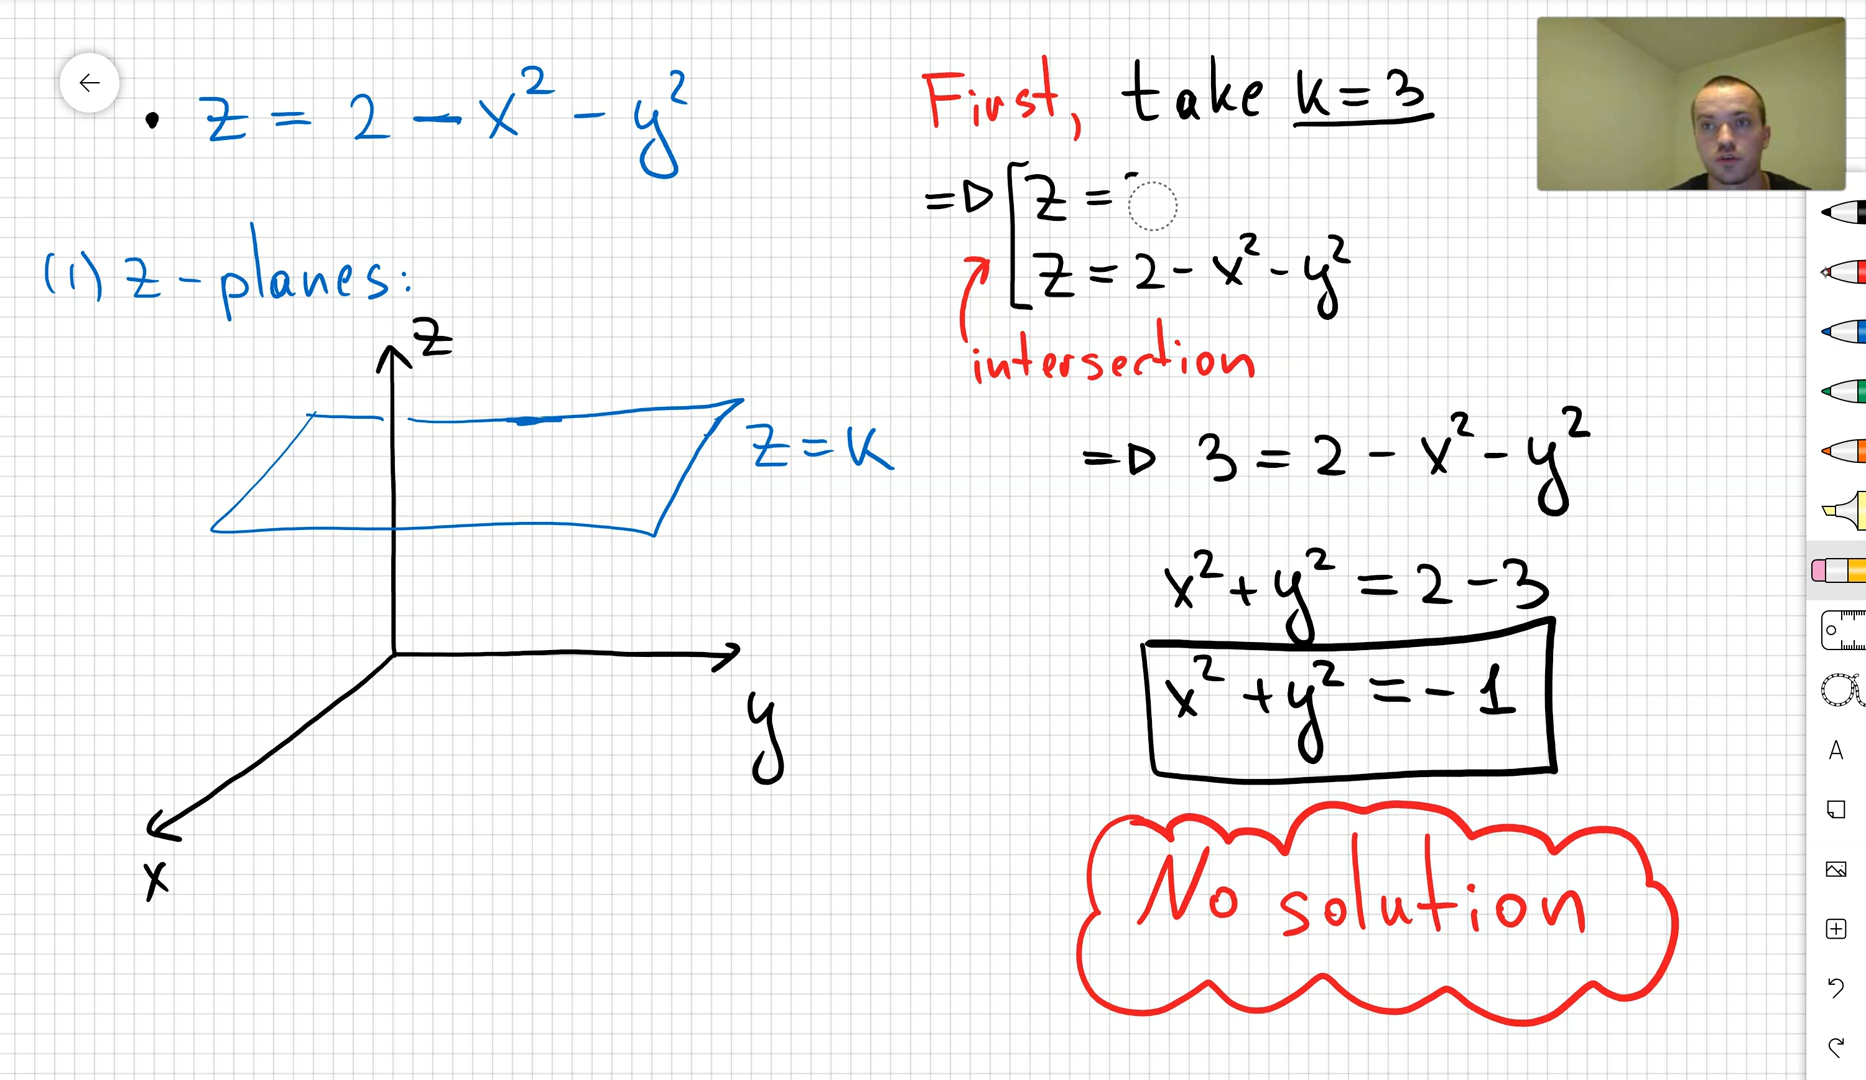 • z = 2 - x² - y²
(1) z-planes:
z
z = k
y
x
First, take k = 3
=> [ z =
z = 2 - x² - y²
intersection
=> 3 = 2 - x² - y²
x² + y² = 2 - 3
x² + y² = - 1
No solution
A